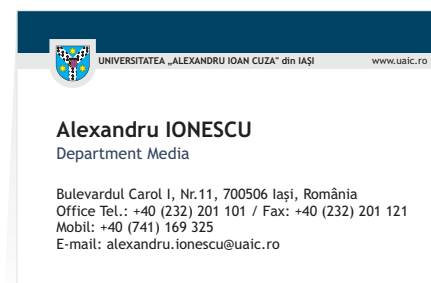 UNIVERSITATEA „ALEXANDRU IOAN CUZA" din IAŞI www.uaic.ro
Alexandru IONESCU
Department Media
Bulevardul Carol I, Nr.11, 700506 Iaşi, România
Office Tel.: +40 (232) 201 101 / Fax: +40 (232) 201 121
Mobil: +40 (741) 169 325
E-mail: alexandru.ionescu@uaic.ro